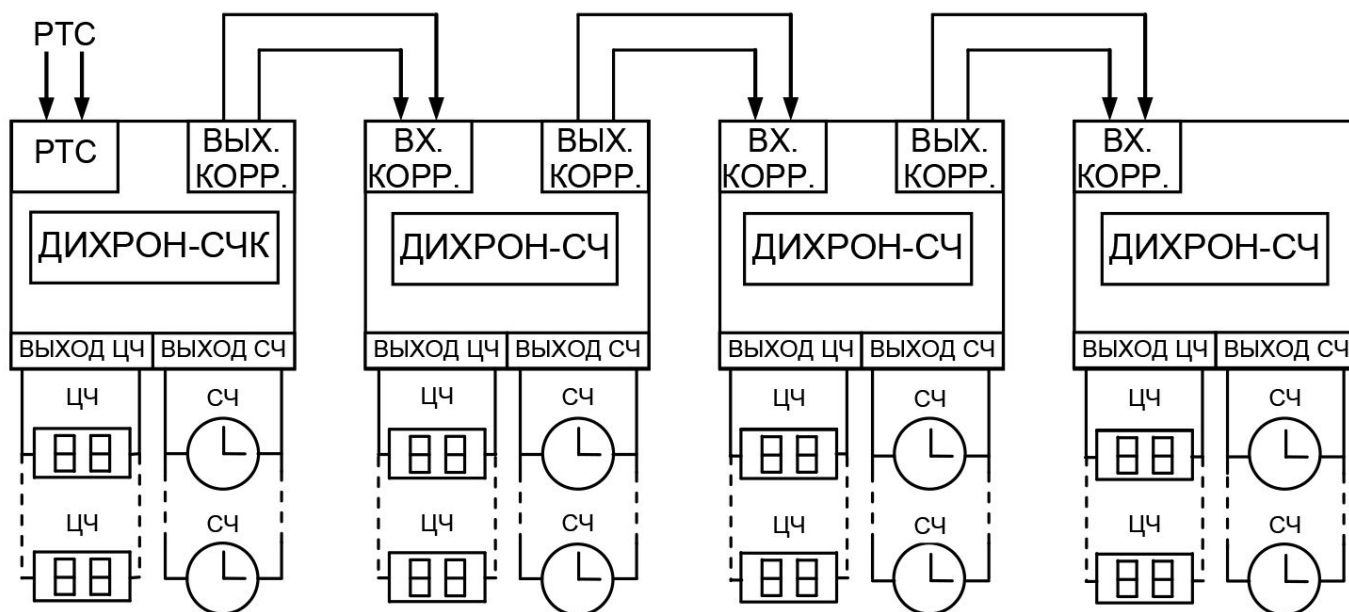 РТС
РТС
ВЫХ.
КОРР.
ДИХРОН-СЧК
ВЫХОД ЦЧ
ВЫХОД СЧ
ЦЧ
СЧ
ЦЧ
СЧ
ВХ.
КОРР.
ВЫХ.
КОРР.
ДИХРОН-СЧ
ВЫХОД ЦЧ
ВЫХОД СЧ
ЦЧ
СЧ
ЦЧ
СЧ
ВХ.
КОРР.
ВЫХ.
КОРР.
ДИХРОН-СЧ
ВЫХОД ЦЧ
ВЫХОД СЧ
ЦЧ
СЧ
ЦЧ
СЧ
ВХ.
КОРР.
ДИХРОН-СЧ
ВЫХОД ЦЧ
ВЫХОД СЧ
ЦЧ
СЧ
ЦЧ
СЧ